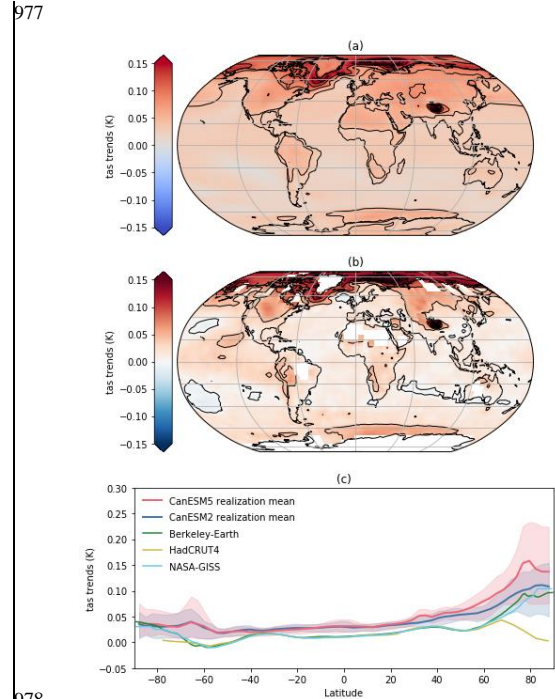 977
(a)
0.15
0.10
0.05
0.00
−0.05
−0.10
−0.15
tas trends (K)
(b)
0.15
0.10
0.05
0.00
−0.05
−0.10
−0.15
tas trends (K)
(c)
0.30
0.25
0.20
0.15
0.10
0.05
0.00
−0.05
tas trends (K)
CanESM5 realization mean
CanESM2 realization mean
Berkeley-Earth
HadCRUT4
NASA-GISS
−80 −60 −40 −20 0 20 40 60 80
Latitude
978